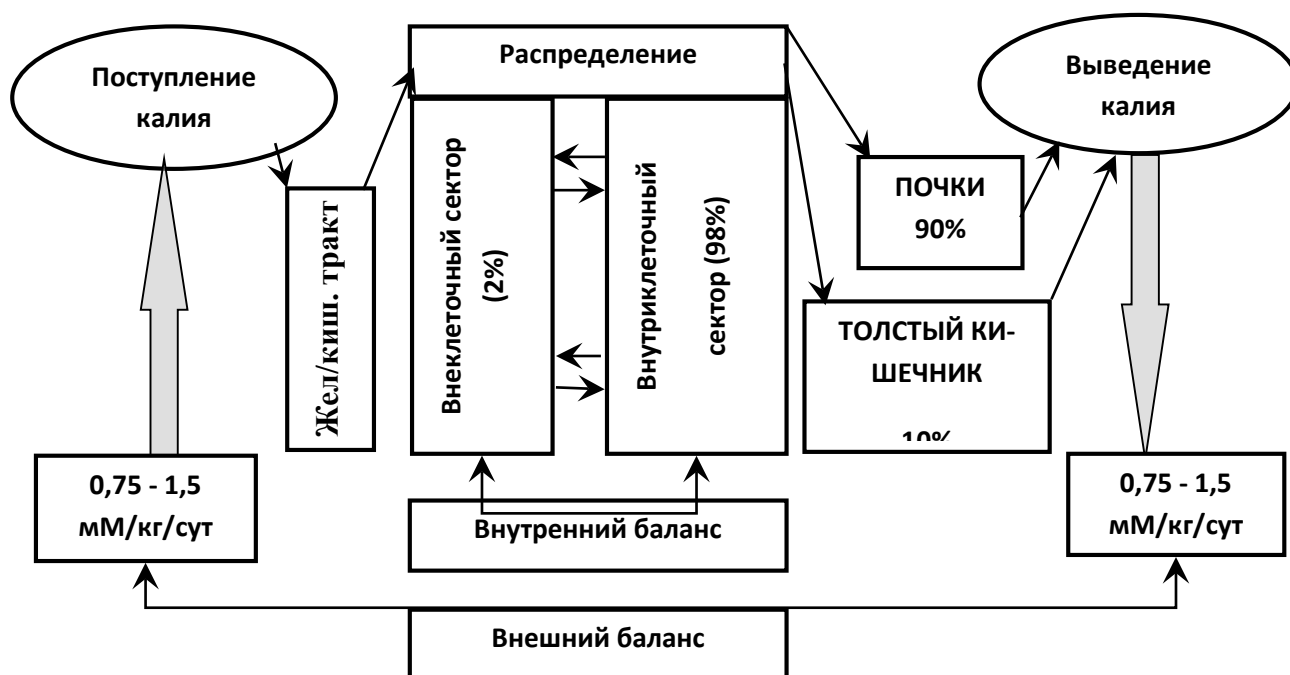 Поступление
калия
Распределение
Выведение
калия
Жел/киш. тракт
Внеклеточный сектор
(2%)
Внутриклеточный
сектор (98%)
ПОЧКИ
90%
ТОЛСТЫЙ КИ-
ШЕЧНИК
10%
0,75 - 1,5
мМ/кг/сут
Внутренний баланс
0,75 - 1,5
мМ/кг/сут
Внешний баланс